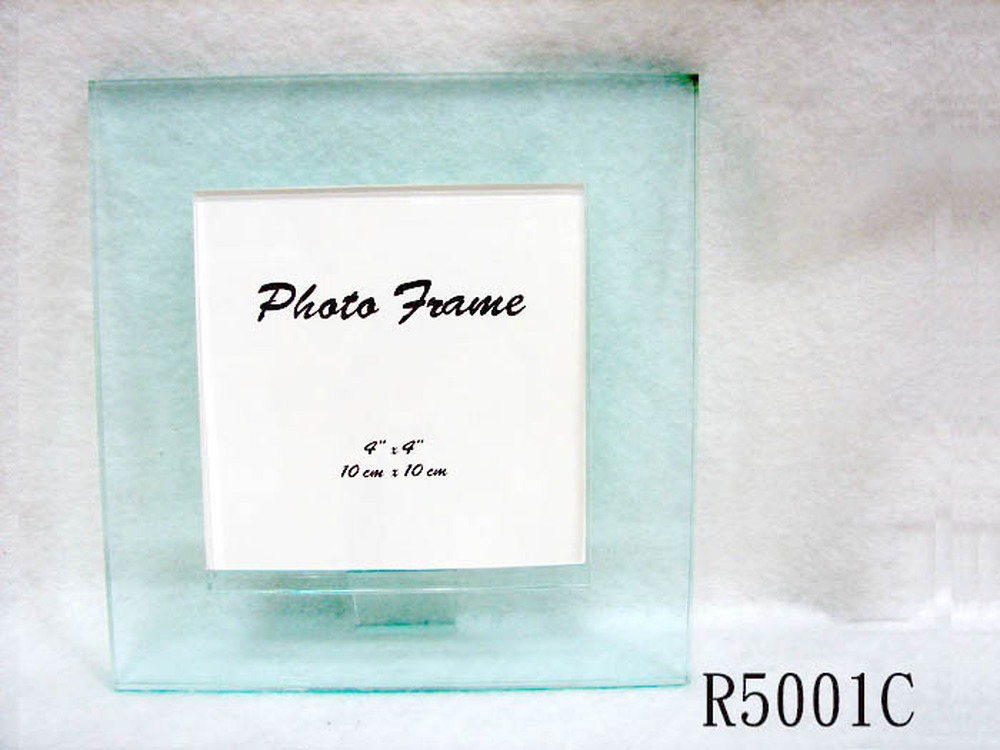 Photo Frame
4" x 4"
10 cm x 10 cm
R5001C